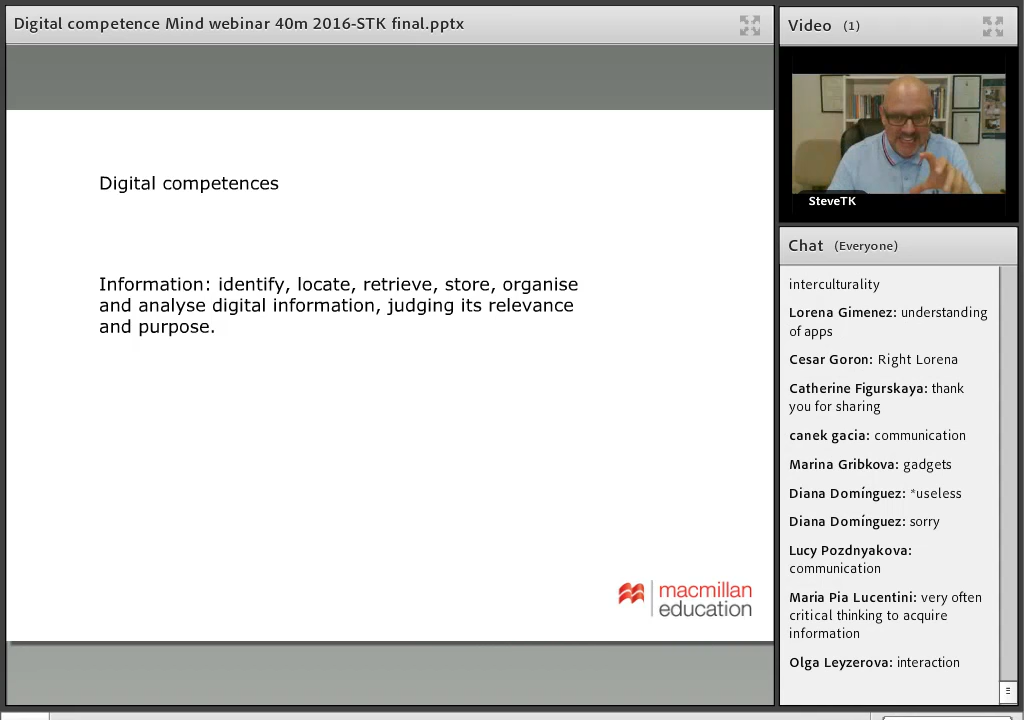 Digital competence Mind webinar 40m 2016-STK final.pptx
Digital competences
Information: identify, locate, retrieve, store, organise
and analyse digital information, judging its relevance
and purpose.
macmillan
education
Video (1)
SteveTK
Chat (Everyone)
interculturality
Lorena Gimenez: understanding
of apps
Cesar Goron: Right Lorena
Catherine Figurskaya: thank
you for sharing
canek gacia: communication
Marina Gribkova: gadgets
Diana Domínguez: *useless
Diana Domínguez: sorry
Lucy Pozdnyakova:
communication
Maria Pia Lucentini: very often
critical thinking to acquire
information
Olga Leyzerova: interaction